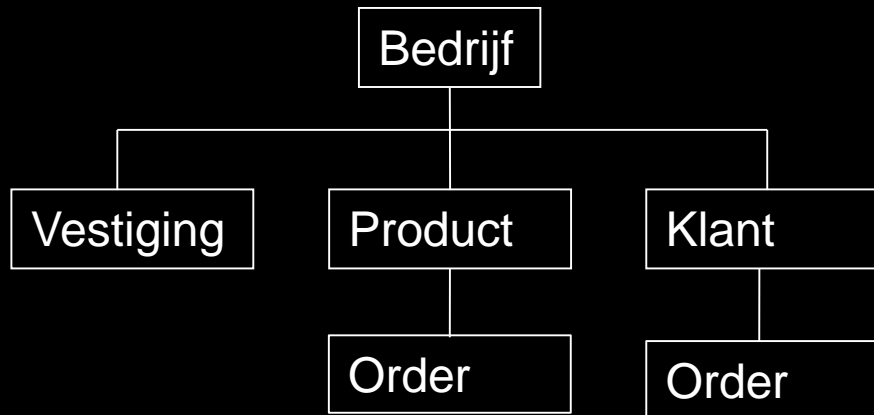 Bedrijf
Vestiging
Product
Klant
Order
Order